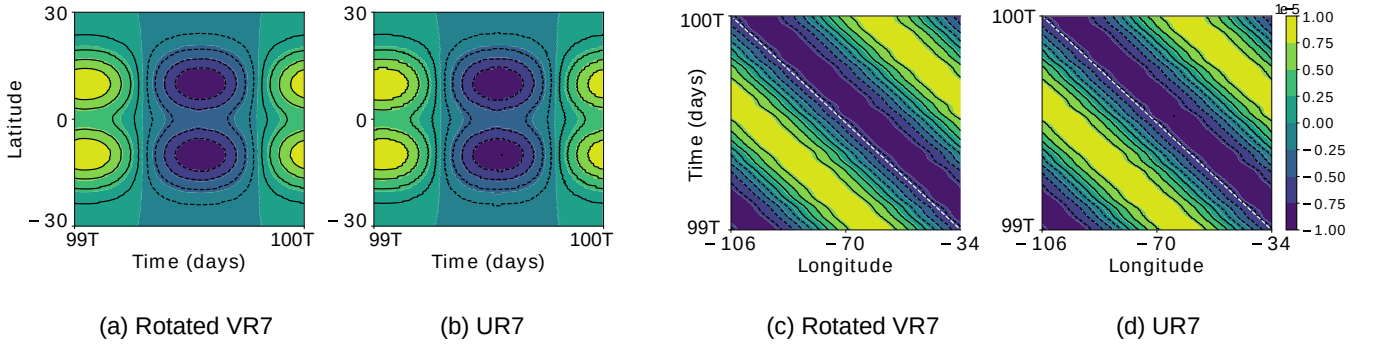 30
0
−30
Latitude
99T
100T
Time (days)
(a) Rotated VR7
30
0
−30
99T
100T
Time (days)
(b) UR7
100T
99T
Time (days)
−106
−70
−34
Longitude
(c) Rotated VR7
100T
99T
−106
−70
−34
Longitude
(d) UR7
1e−5
1.00
0.75
0.50
0.25
0.00
−0.25
−0.50
−0.75
−1.00